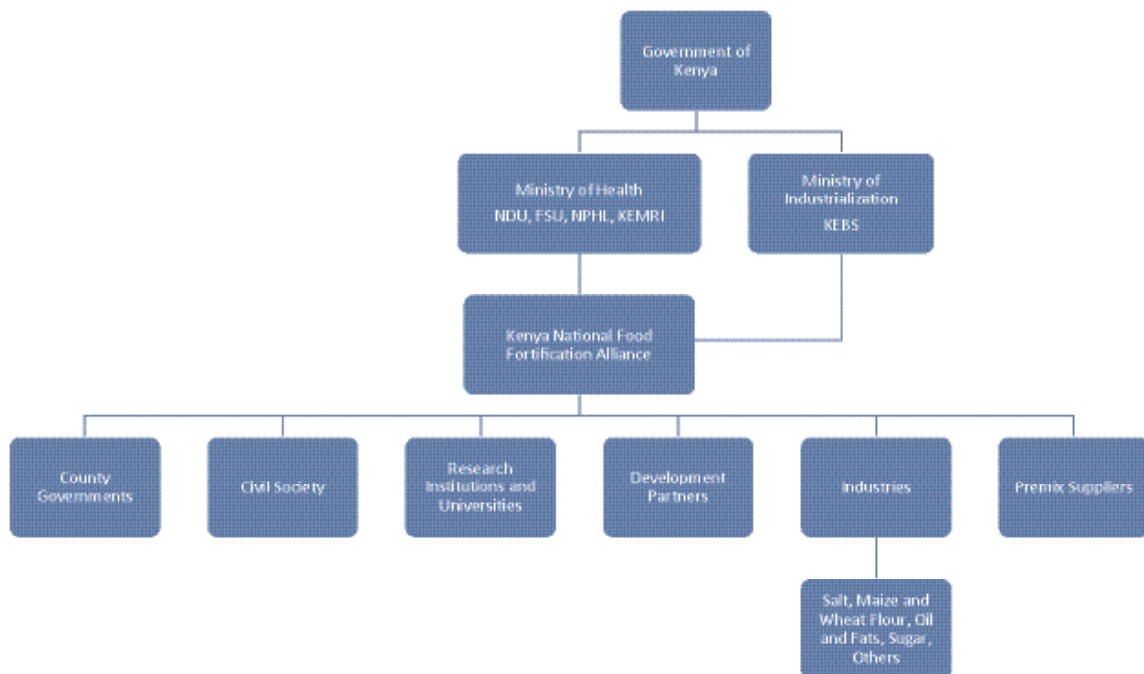 Government of
Kenya
Ministry of Health
NDU, FSU, NPHL, KEMRI
Ministry of
Industrialization
KEBS
Kenya National Food
Fortification Alliance
County
Governments
Civil Society
Research
Institutions and
Universities
Development
Partners
Industries
Premix Suppliers
Salt, Maize and
Wheat Flour, Oil
and Fats, Sugar,
Others